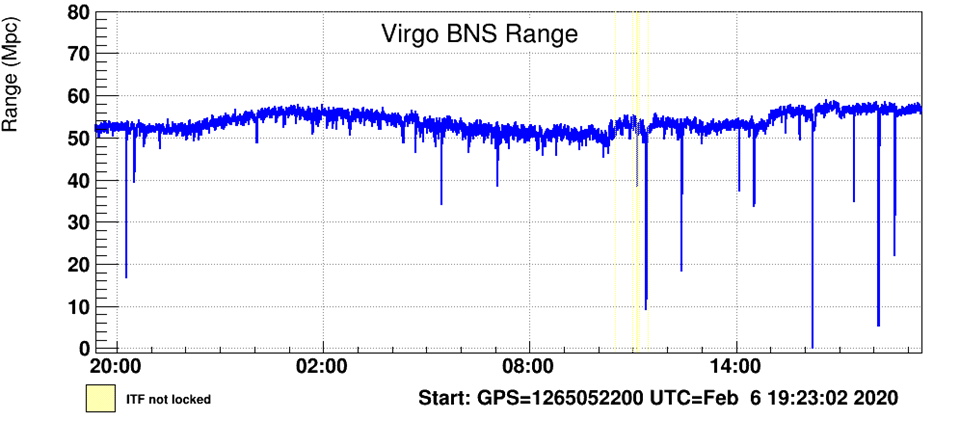 Virgo BNS Range
Range (Mpc)
80
70
60
50
40
30
20
10
0
20:00 02:00 08:00 14:00
ITF not locked
Start: GPS=1265052200 UTC=Feb  6 19:23:02 2020